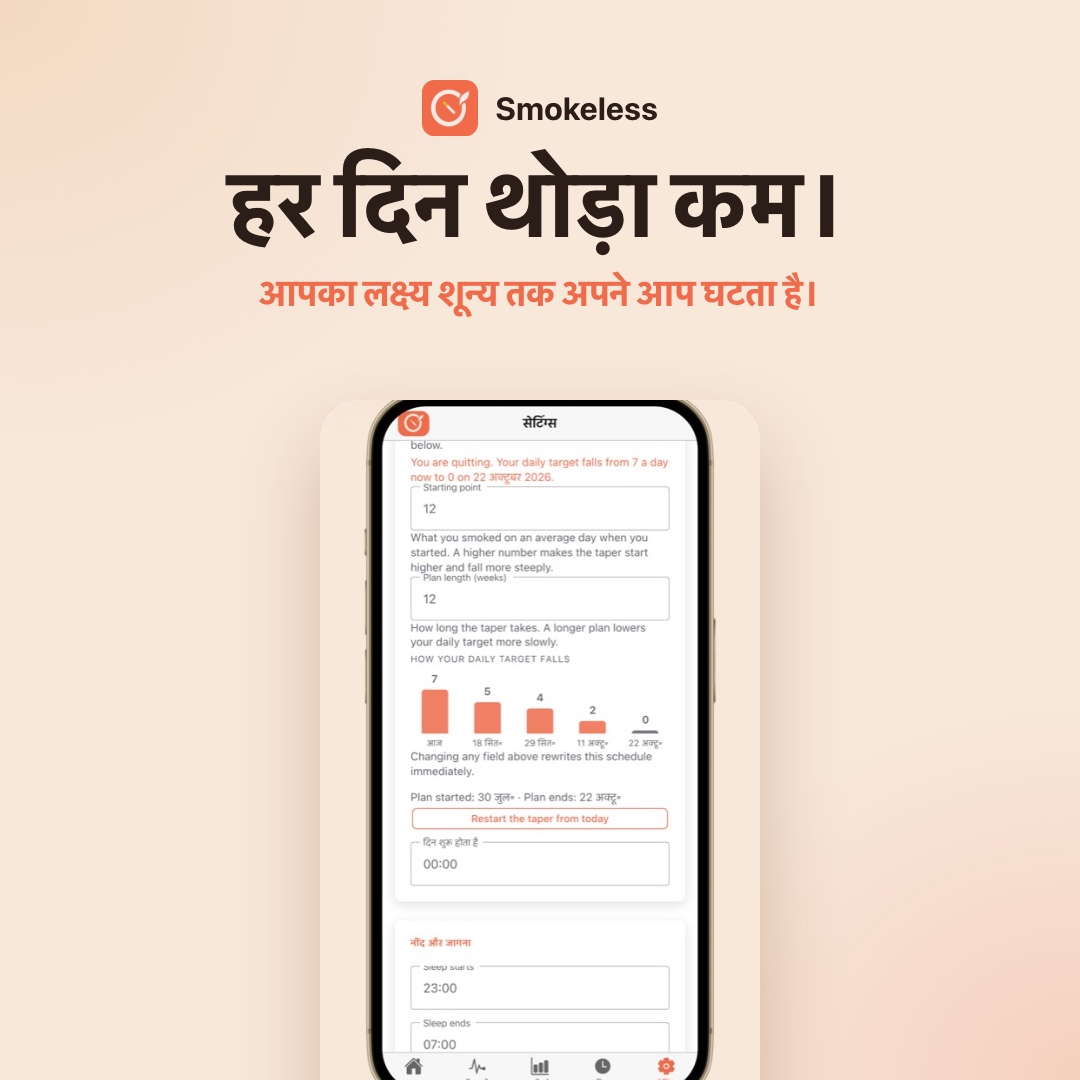 Smokeless
हर दिन थोड़ा कम।
आपका लक्ष्य शून्य तक अपने आप घटता है।
सेटिंग्स
below.
You are quitting. Your daily target falls from 7 a day
now to 0 on 22 अक्टूबर 2026.
Starting point
12
What you smoked on an average day when you
started. A higher number makes the taper start
higher and fall more steeply.
Plan length (weeks)
12
How long the taper takes. A longer plan lowers
your daily target more slowly.
HOW YOUR DAILY TARGET FALLS
7 5 4 2 0
आज 18 सित॰ 29 सित॰ 11 अक्टू॰ 22 अक्टू॰
Changing any field above rewrites this schedule
immediately.
Plan started: 30 जुल॰ · Plan ends: 22 अक्टू॰
Restart the taper from today
दिन शुरू होता है
00:00
नींद और जागना
Sleep starts
23:00
Sleep ends
07:00